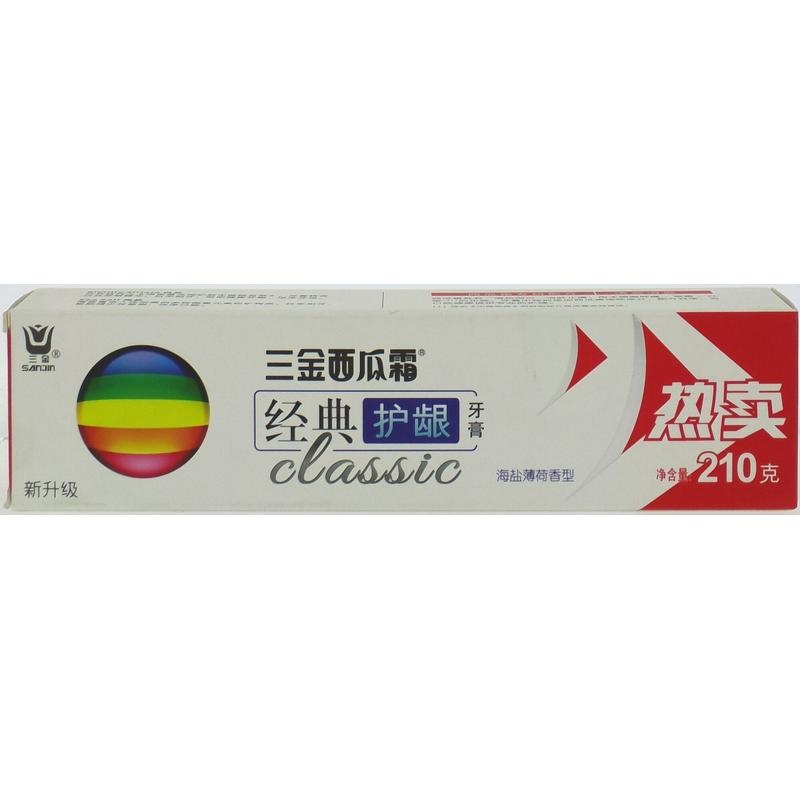 三金®
SANJIN
新升级
三金西瓜霜®
经典护龈牙膏
classic
海盐薄荷香型
热卖
净含量:210克